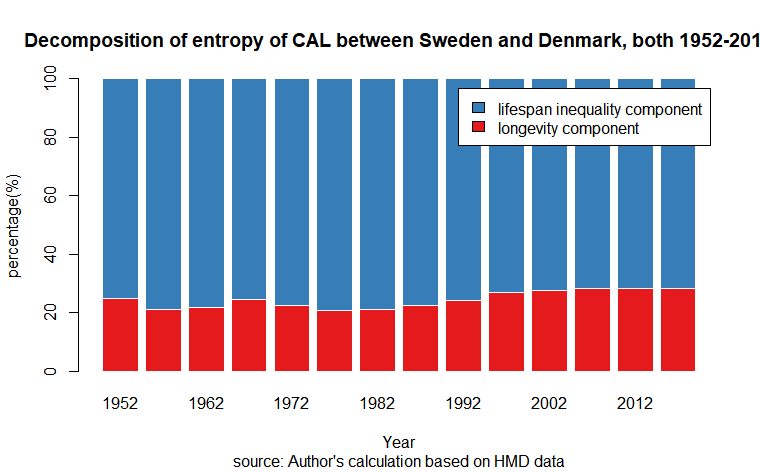 Decomposition of entropy of CAL between Sweden and Denmark, both 1952-201
percentage(%)
100
80
60
40
20
0
lifespan inequality component
longevity component
1952 1962 1972 1982 1992 2002 2012
Year
source: Author's calculation based on HMD data